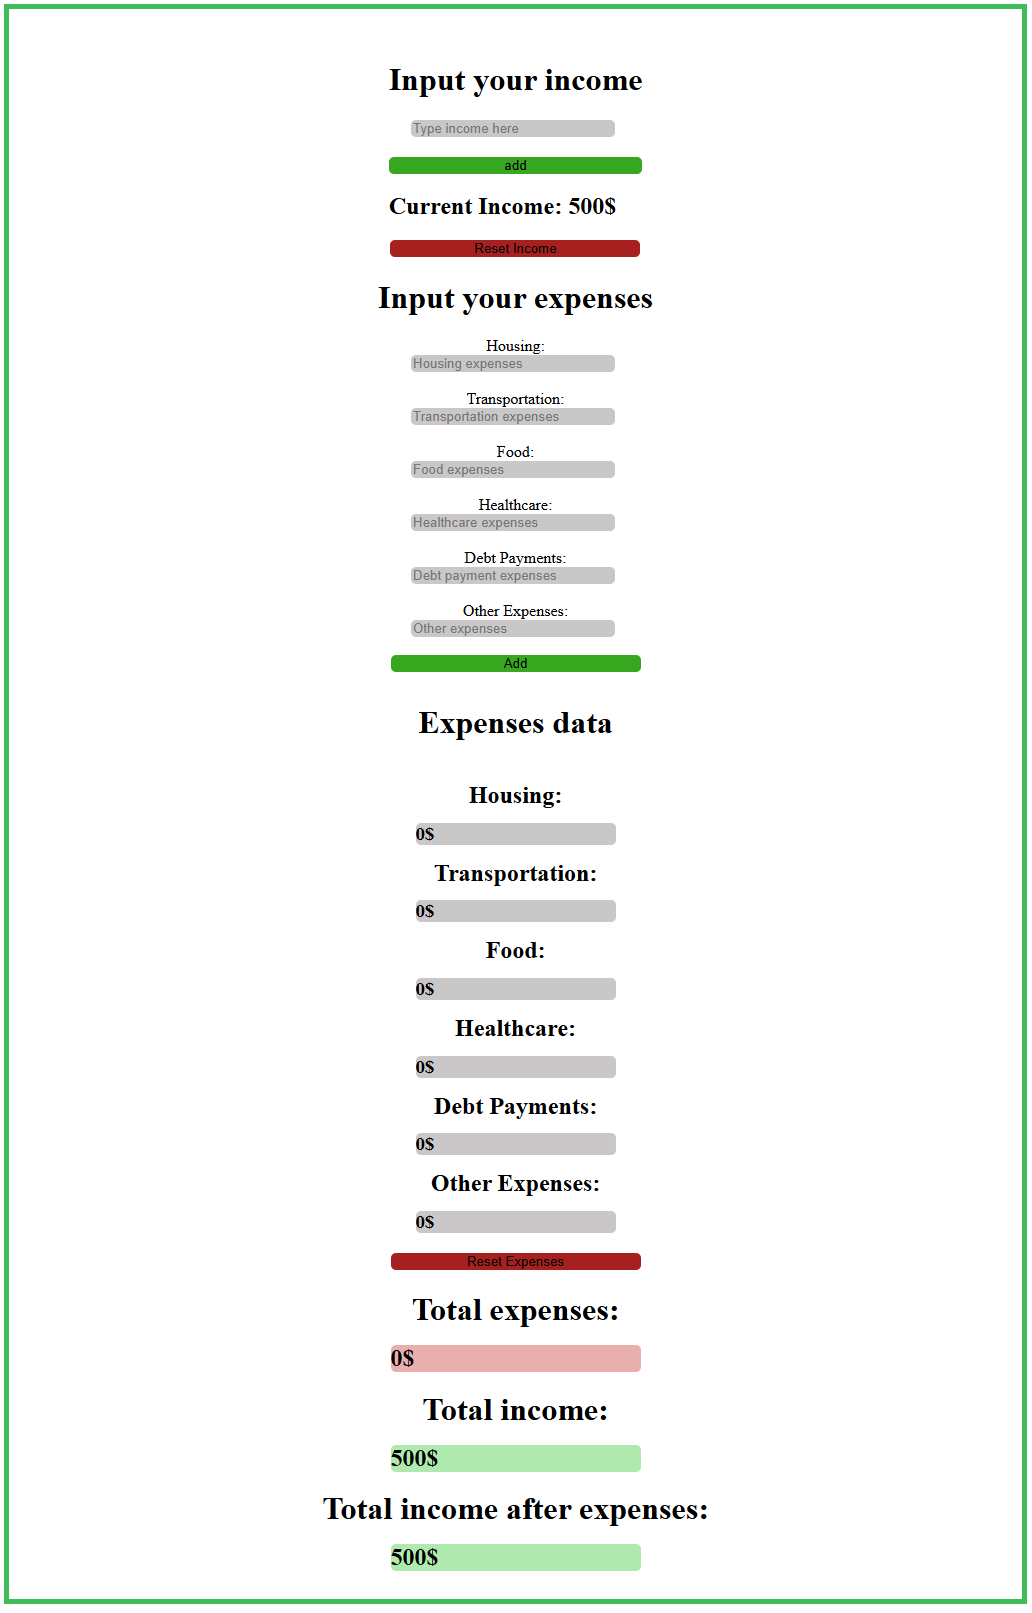 Input your income
Type income here
add
Current Income: 500$
Reset Income
Input your expenses
Housing:
Housing expenses
Transportation:
Transportation expenses
Food:
Food expenses
Healthcare:
Healthcare expenses
Debt Payments:
Debt payment expenses
Other Expenses:
Other expenses
Add
Expenses data
Housing:
0$
Transportation:
0$
Food:
0$
Healthcare:
0$
Debt Payments:
0$
Other Expenses:
0$
Reset Expenses
Total expenses:
0$
Total income:
500$
Total income after expenses:
500$